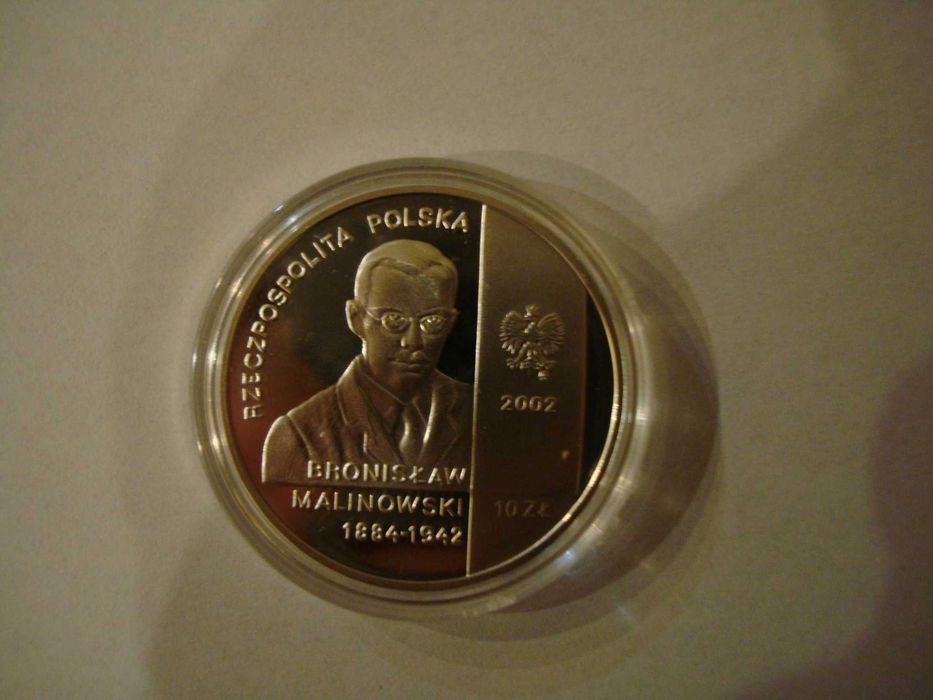 RZECZPOSPOLITA POLSKA
BRONISŁAW
MALINOWSKI
1884-1942
2002
10 ZŁ